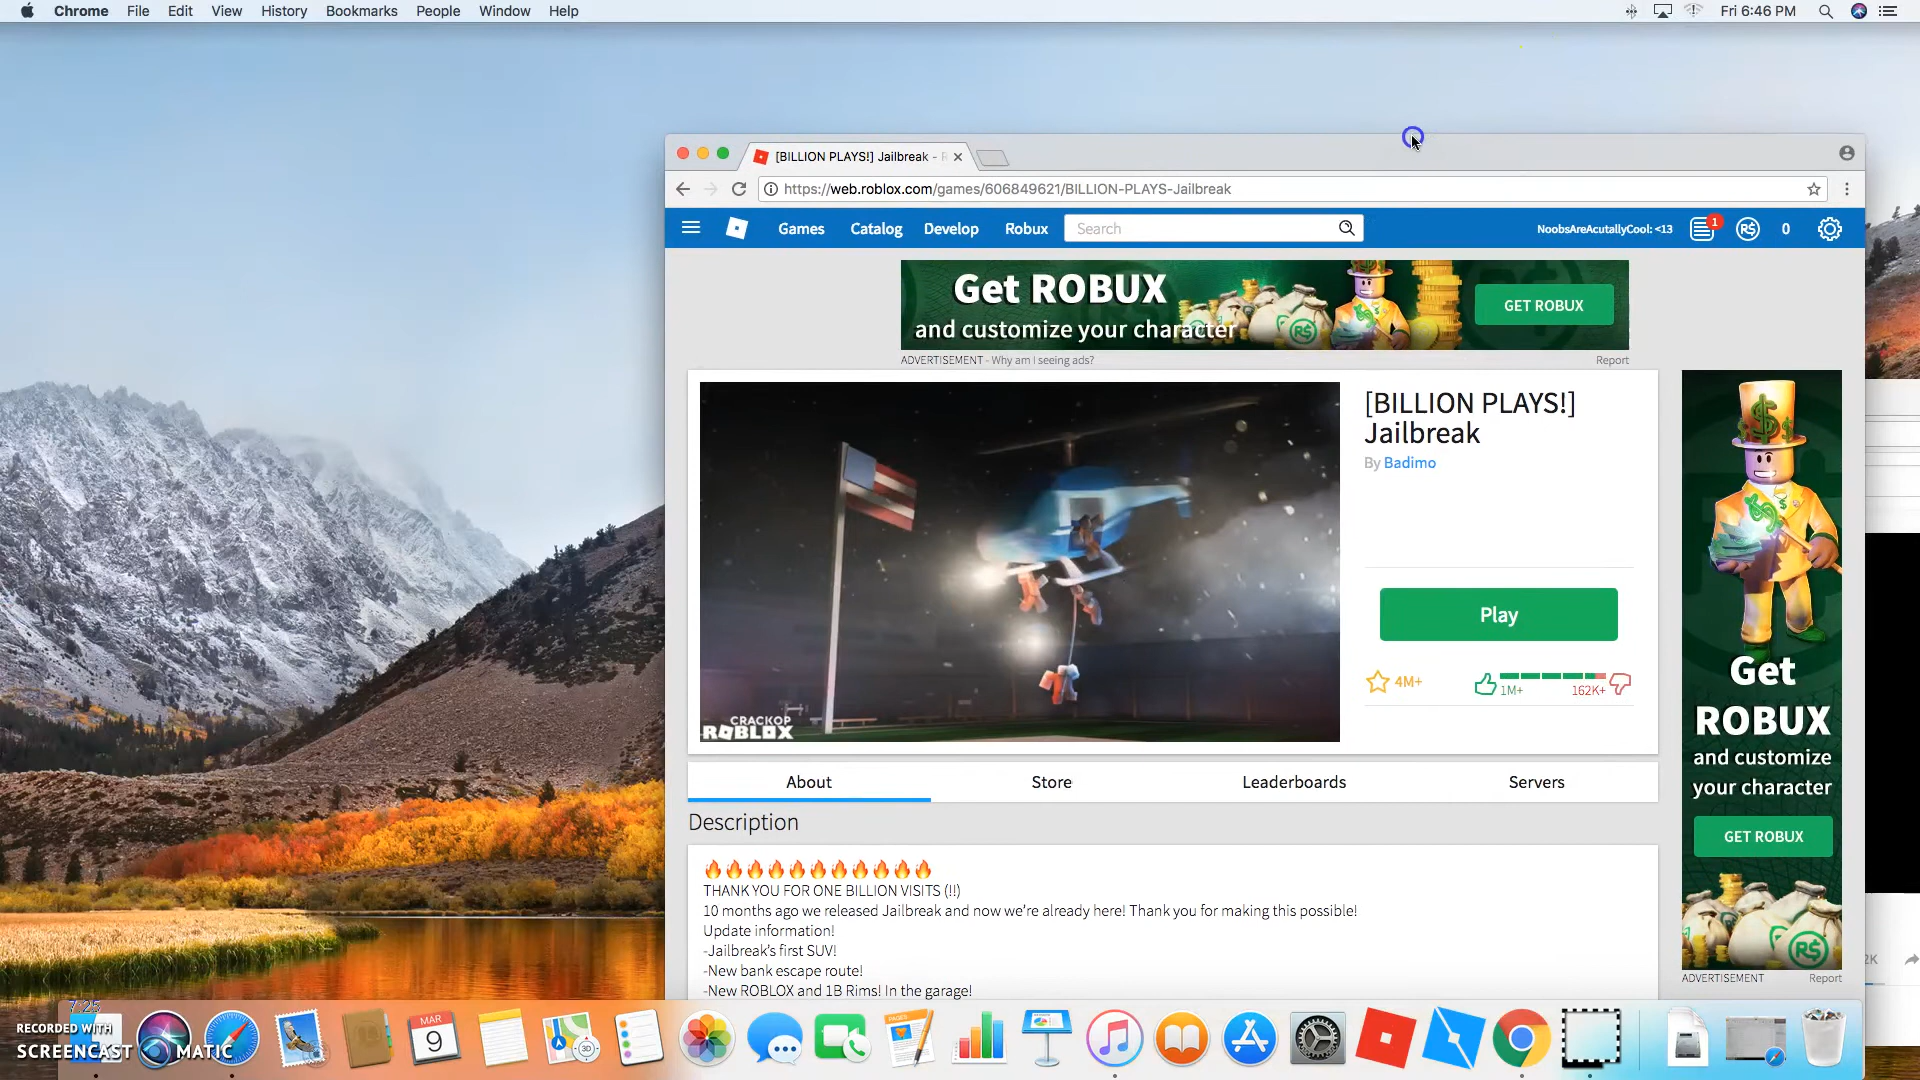 Chrome File Edit View History Bookmarks People Window Help Fri 6:46 PM
[BILLION PLAYS!] Jailbreak - R
https://web.roblox.com/games/606849621/BILLION-PLAYS-Jailbreak
Games Catalog Develop Robux Search NoobsAreAcutallyCool: <13 1 R$ 0
Get ROBUX
and customize your character
GET ROBUX
ADVERTISEMENT - Why am I seeing ads? Report
[BILLION PLAYS!]
Jailbreak
By Badimo
Play
4M+ 1M+ 162K+
CRACKOP
ROBLOX
Get
ROBUX
and customize
your character
GET ROBUX
R$
ADVERTISEMENT Report
About Store Leaderboards Servers
Description
THANK YOU FOR ONE BILLION VISITS (!!)
10 months ago we released Jailbreak and now we're already here! Thank you for making this possible!
Update information!
-Jailbreak's first SUV!
-New bank escape route!
-New ROBLOX and 1B Rims! In the garage!
2K
7:25
RECORDED WITH
SCREENCAST MATIC
MAR
9
3D
PAGES